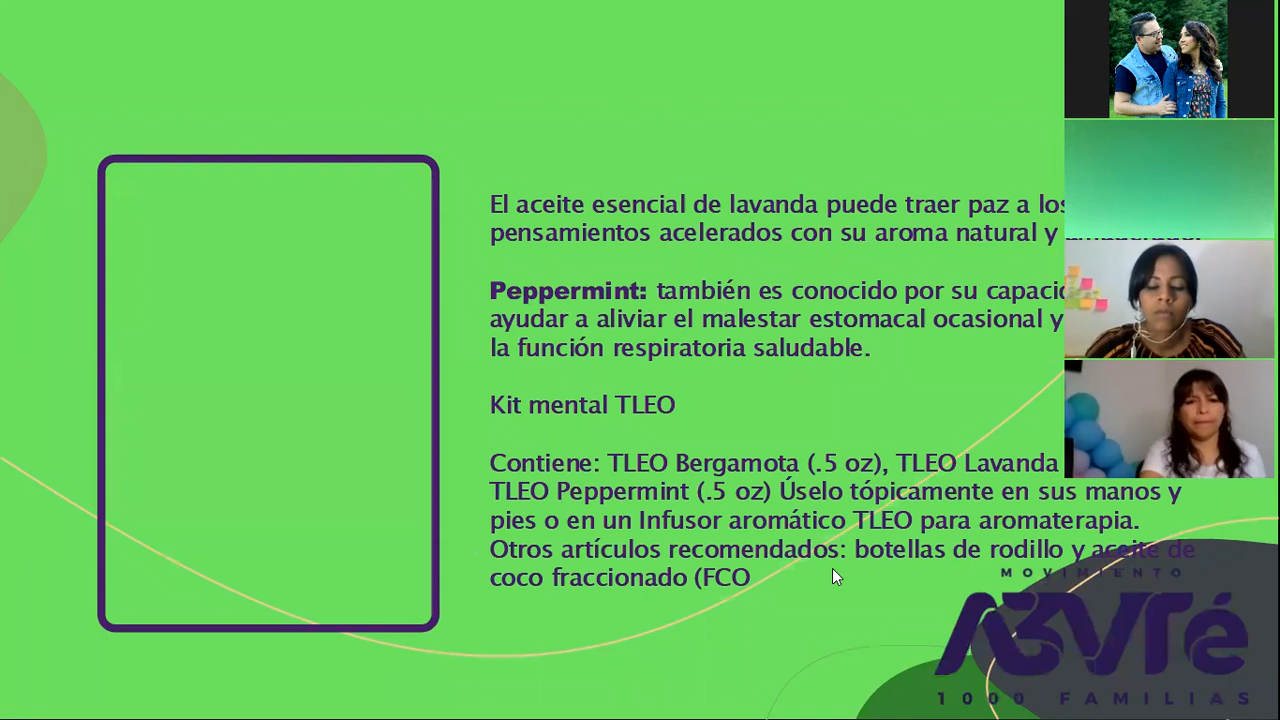 El aceite esencial de lavanda puede traer paz a los
pensamientos acelerados con su aroma natural y
Peppermint: también es conocido por su
ayudar a aliviar el malestar estomacal ocasional y
la función respiratoria saludable.
Kit mental TLEO
Contiene: TLEO Bergamota (.5 oz), TLEO Lavanda
TLEO Peppermint (.5 oz) Úselo tópicamente en sus manos y
pies o en un Infusor aromático TLEO para aromaterapia.
Otros artículos recomendados: botellas de rodillo y aceite de
coco fraccionado (FCO
MOVIMIENTO
A3VTé
1000 FAMILIAS